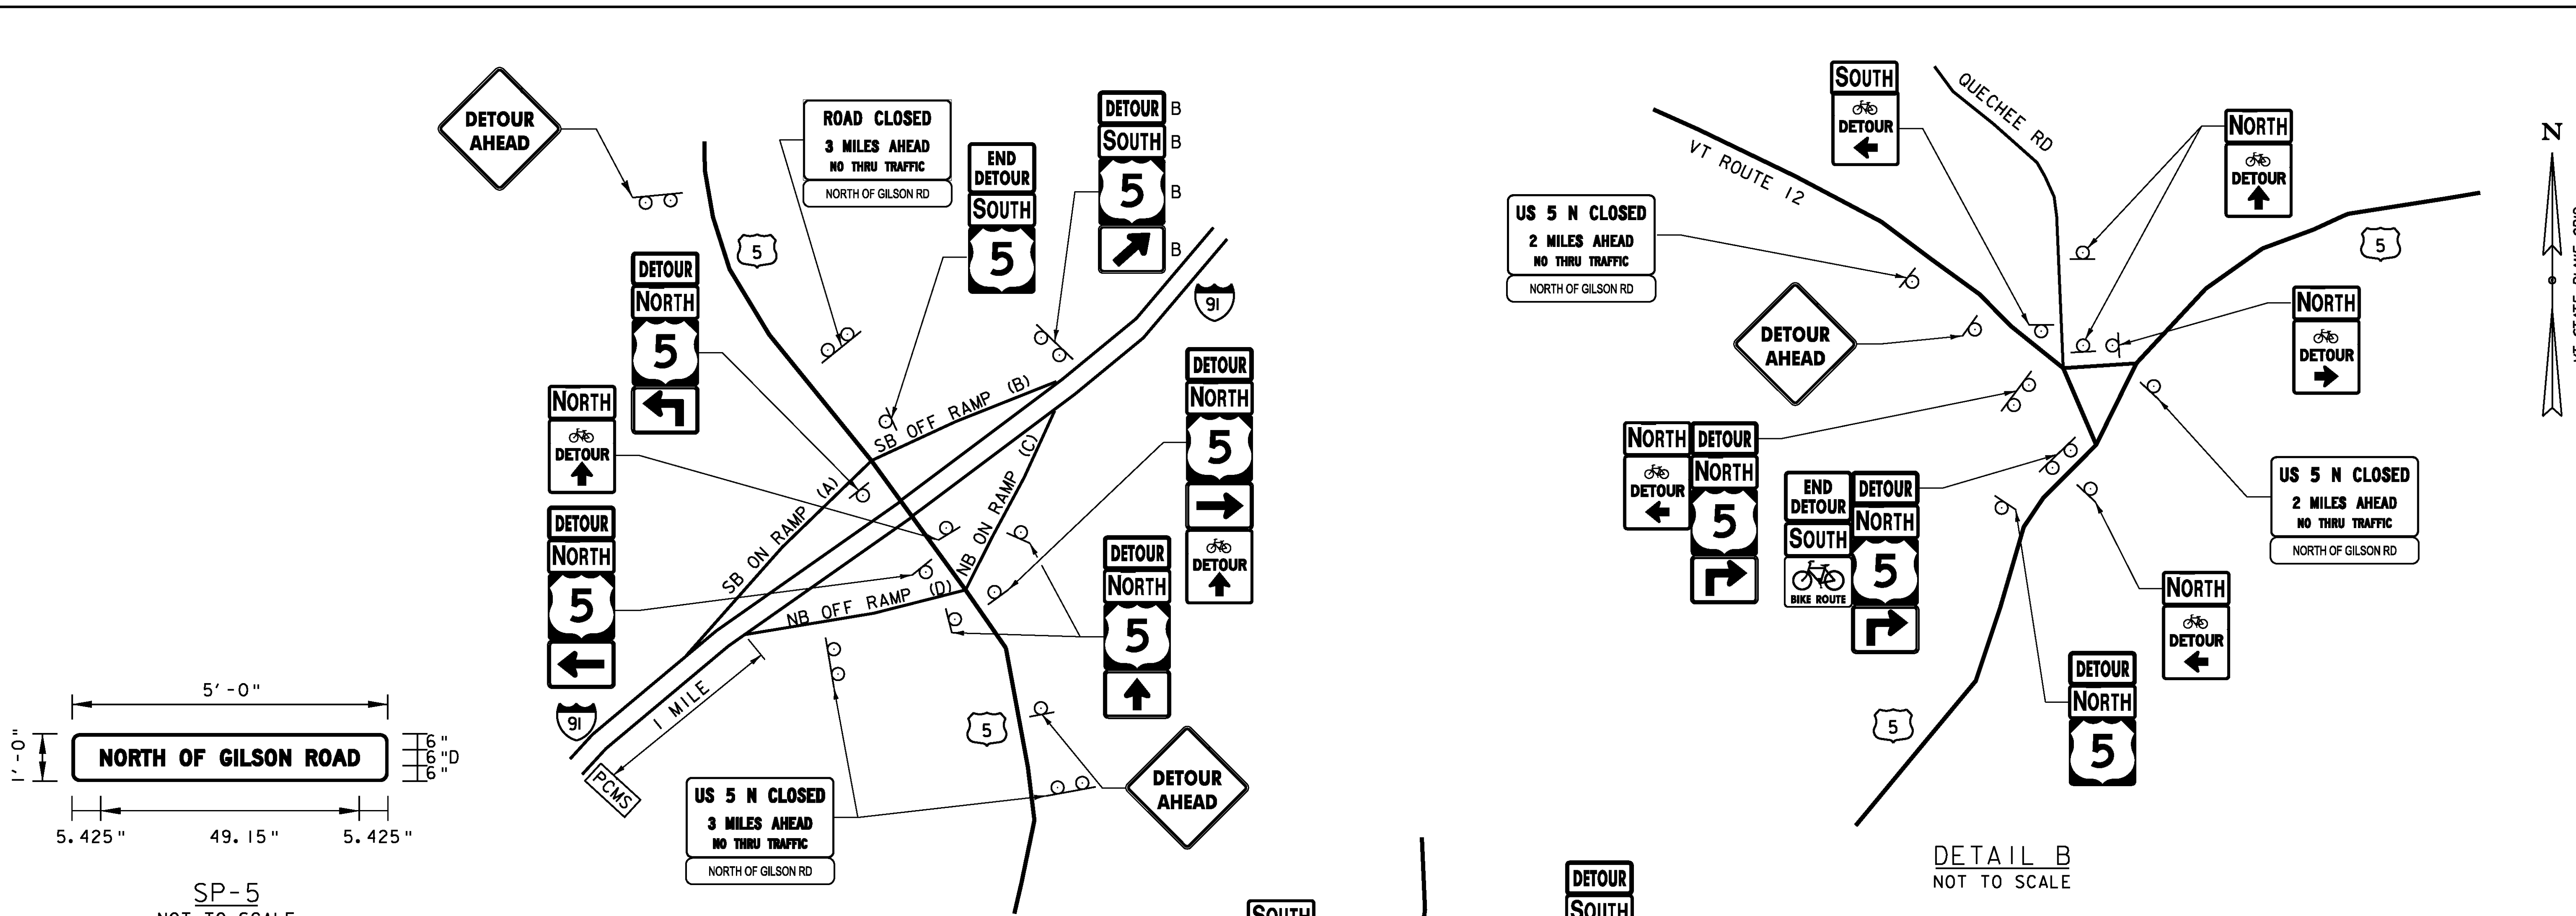 DETOUR
AHEAD
ROAD CLOSED
3 MILES AHEAD
NO THRU TRAFFIC
NORTH OF GILSON RD
END
DETOUR
SOUTH
5
DETOUR B
SOUTH B
5 B
B
5
DETOUR
NORTH
5
91
NORTH
DETOUR
DETOUR
NORTH
5
DETOUR
NORTH
5
DETOUR
SB OFF RAMP (B)
SB ON RAMP (A)
NB ON RAMP (C)
NB OFF RAMP (D)
DETOUR
NORTH
5
91
1 MILE
PCMS
5
US 5 N CLOSED
3 MILES AHEAD
NO THRU TRAFFIC
NORTH OF GILSON RD
DETOUR
AHEAD
5'-0"
1'-0"
NORTH OF GILSON ROAD
6"
6"D
6"
5.425" 49.15" 5.425"
SP-5
NOT TO SCALE
SOUTH
DETOUR
SOUTH
SOUTH
DETOUR
QUECHEE RD
VT ROUTE 12
NORTH
DETOUR
N
US 5 N CLOSED
2 MILES AHEAD
NO THRU TRAFFIC
NORTH OF GILSON RD
5
DETOUR
AHEAD
NORTH
DETOUR
NORTH
DETOUR
DETOUR
NORTH
5
END
DETOUR
SOUTH
BIKE ROUTE
DETOUR
NORTH
5
US 5 N CLOSED
2 MILES AHEAD
NO THRU TRAFFIC
NORTH OF GILSON RD
NORTH
DETOUR
DETOUR
NORTH
5
5
DETAIL B
NOT TO SCALE